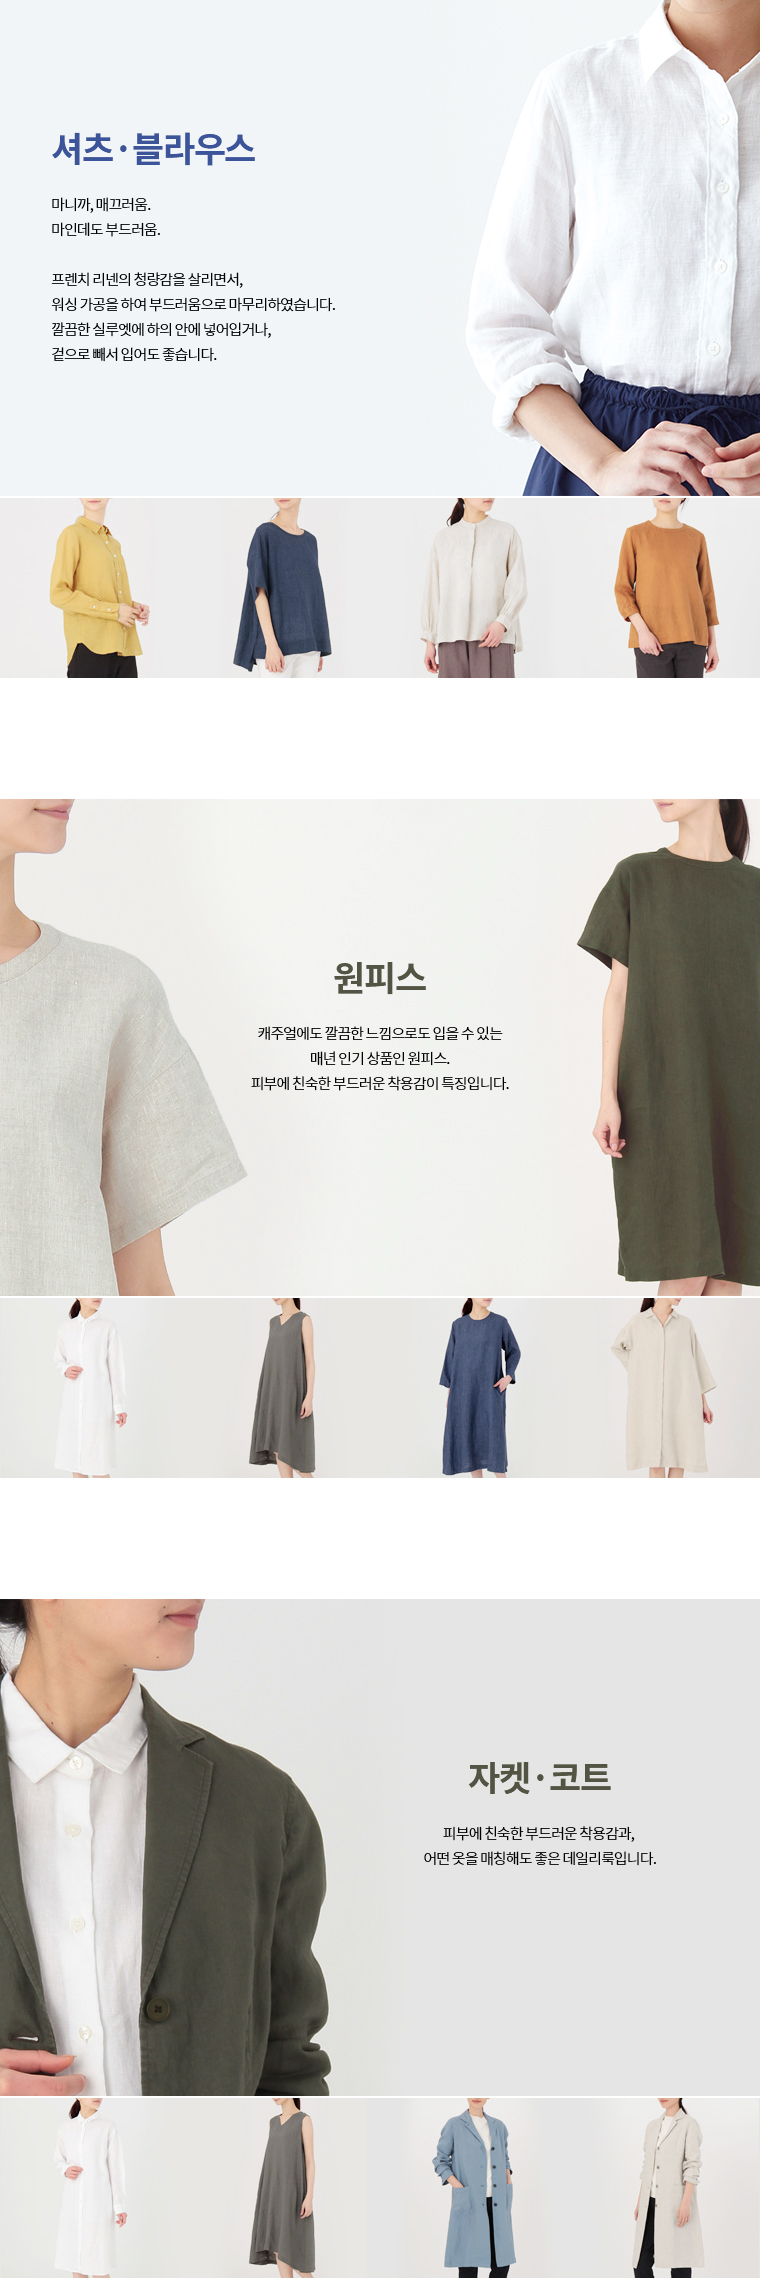 셔츠·블라우스
마니까, 매끄러움.
마인데도 부드러움.
프렌치 리넨의 청량감을 살리면서,
워싱 가공을 하여 부드러움으로 마무리하였습니다.
깔끔한 실루엣에 하의 안에 넣어입거나,
겉으로 빼서 입어도 좋습니다.
원피스
캐주얼에도 깔끔한 느낌으로도 입을 수 있는
매년 인기 상품인 원피스.
피부에 친숙한 부드러운 착용감이 특징입니다.
자켓·코트
피부에 친숙한 부드러운 착용감과,
어떤 옷을 매칭해도 좋은 데일리룩입니다.